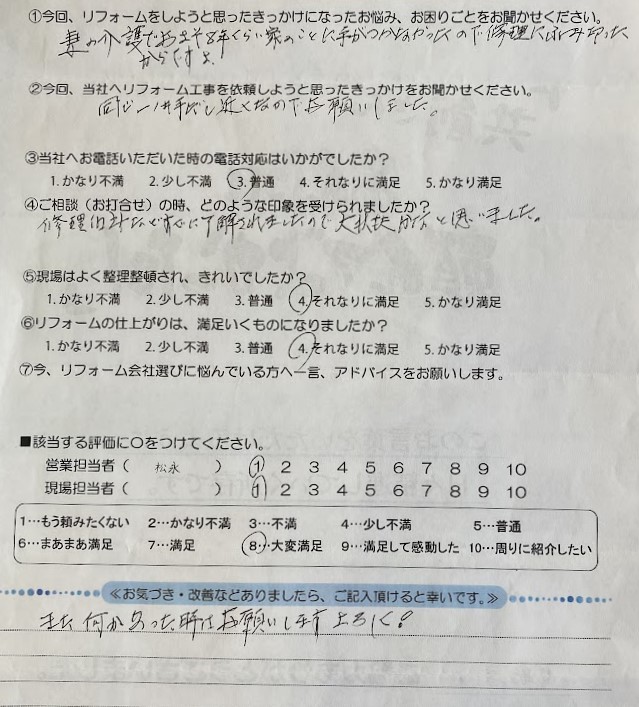 ①今回、リフォームをしようと思ったきっかけになったお悩み、お困りごとをお聞かせください。
妻の介護でおよそ8年くらい家のことに手がつかなかったので修理に
からですよ
②今回、当社へリフォーム工事を依頼しようと思ったきっかけをお聞かせください。
同じ 近くなのでお願いしました。
③当社へお電話いただいた時の電話対応はいかがでしたか?
1. かなり不満 2. 少し不満 3. 普通 4. それなりに満足 5. かなり満足
④ご相談（お打合せ）の時、どのような印象を受けられましたか?
修理 などすぐに了解されましたので大丈夫かなと思いました。
⑤現場はよく整理整頓され、きれいでしたか?
1. かなり不満 2. 少し不満 3. 普通 4. それなりに満足 5. かなり満足
⑥リフォームの仕上がりは、満足いくものになりましたか?
1. かなり不満 2. 少し不満 3. 普通 4. それなりに満足 5. かなり満足
⑦今、リフォーム会社選びに悩んでいる方へ一言、アドバイスをお願いします。
■該当する評価に○をつけてください。
営業担当者（ 松永 ） 1 2 3 4 5 6 7 8 9 10
現場担当者（ ） 1 2 3 4 5 6 7 8 9 10
1…もう頼みたくない 2…かなり不満 3…不満 4…少し不満 5…普通
6…まあまあ満足 7…満足 8…大変満足 9…満足して感動した 10…周りに紹介したい
≪お気づき・改善などありましたら、ご記入頂けると幸いです。≫
また何かあった時はお願いします よろしく!